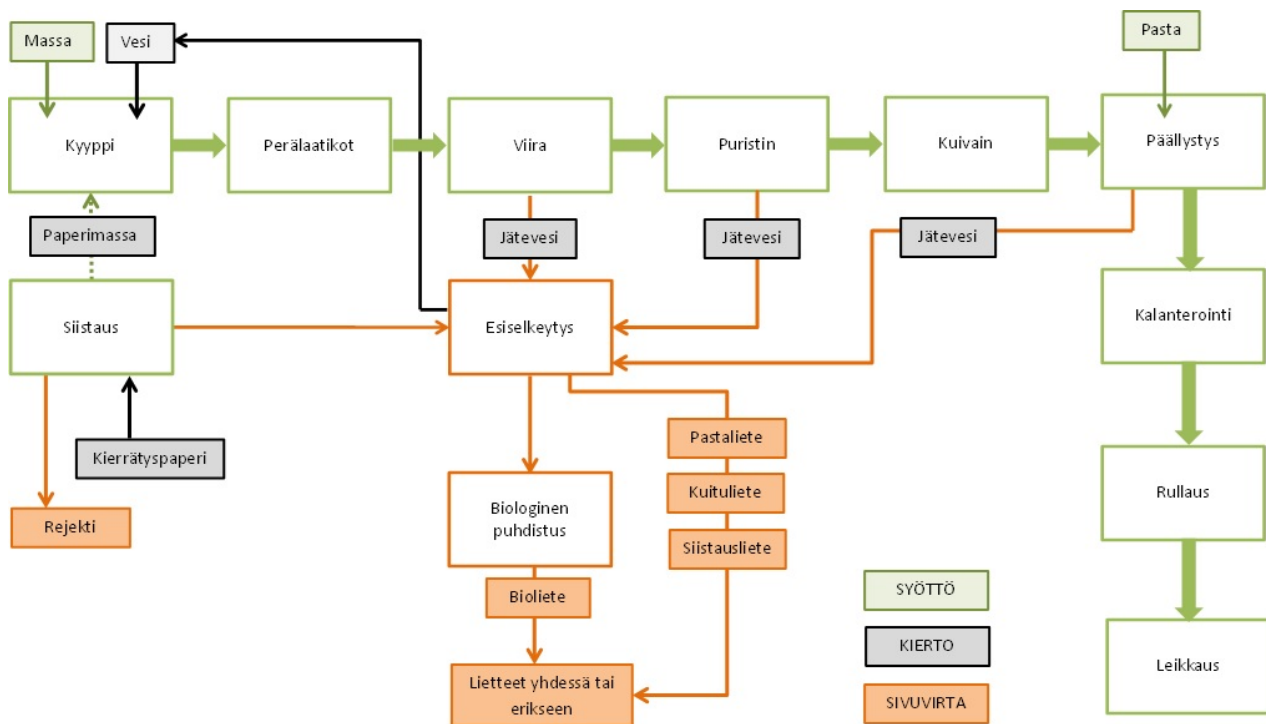 Massa
Vesi
Pasta
Kyyppi
Perälaatikot
Viira
Puristin
Kuivain
Päällystys
Paperimassa
Jätevesi
Jätevesi
Jätevesi
Siistaus
Esiselkeytys
Kalanterointi
Kierrätyspaperi
Pastaliete
Kuituliete
Rejekti
Biologinen
puhdistus
Siistausliete
Rullaus
Bioliete
SYÖTTÖ
KIERTO
Lietteet yhdessä tai
erikseen
SIVUVIRTA
Leikkaus